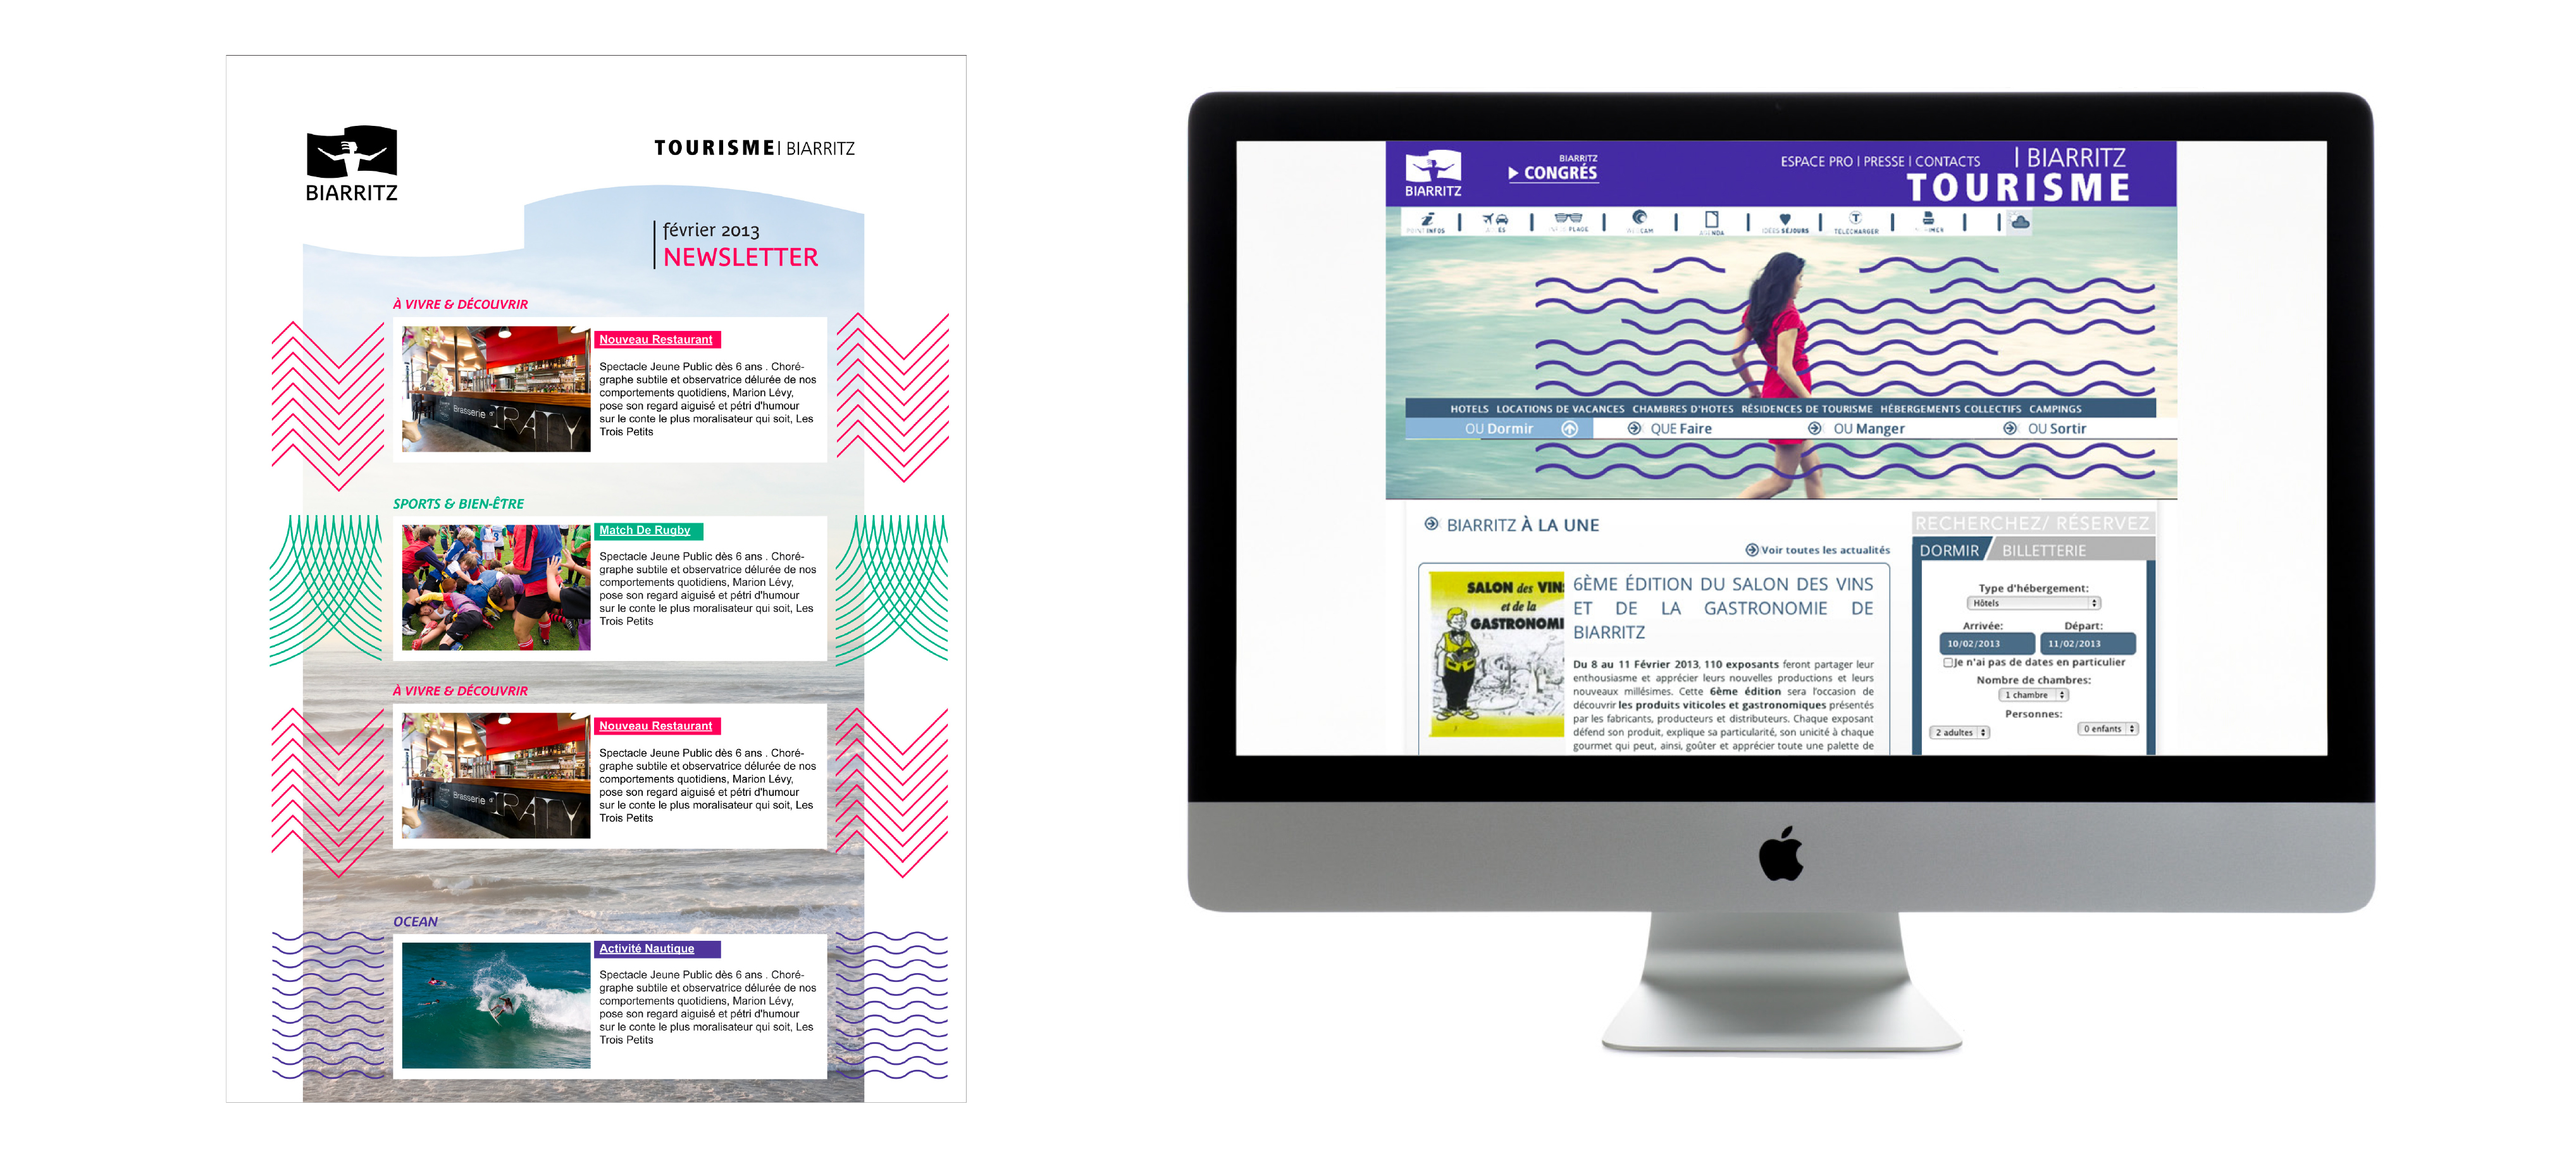 BIARRITZ
TOURISME | BIARRITZ
février 2013
NEWSLETTER
À VIVRE & DÉCOUVRIR
Brasserie d' IRATY
Nouveau Restaurant
Spectacle Jeune Public dès 6 ans . Choré-
graphe subtile et observatrice délurée de nos
comportements quotidiens, Marion Lévy,
pose son regard aiguisé et pétri d'humour
sur le conte le plus moralisateur qui soit, Les
Trois Petits
SPORTS & BIEN-ÊTRE
Match De Rugby
Spectacle Jeune Public dès 6 ans . Choré-
graphe subtile et observatrice délurée de nos
comportements quotidiens, Marion Lévy,
pose son regard aiguisé et pétri d'humour
sur le conte le plus moralisateur qui soit, Les
Trois Petits
À VIVRE & DÉCOUVRIR
Brasserie d' IRATY
Nouveau Restaurant
Spectacle Jeune Public dès 6 ans . Choré-
graphe subtile et observatrice délurée de nos
comportements quotidiens, Marion Lévy,
pose son regard aiguisé et pétri d'humour
sur le conte le plus moralisateur qui soit, Les
Trois Petits
OCEAN
Activité Nautique
Spectacle Jeune Public dès 6 ans . Choré-
graphe subtile et observatrice délurée de nos
comportements quotidiens, Marion Lévy,
pose son regard aiguisé et pétri d'humour
sur le conte le plus moralisateur qui soit, Les
Trois Petits
BIARRITZ
BIARRITZ
CONGRÉS
ESPACE PRO | PRESSE | CONTACTS
| BIARRITZ
TOURISME
INFOS PLAGE IDÉES SÉJOURS TÉLÉCHARGER
HOTELS LOCATIONS DE VACANCES CHAMBRES D'HOTES RÉSIDENCES DE TOURISME HÉBERGEMENTS COLLECTIFS CAMPINGS
OU Dormir QUE Faire OU Manger OU Sortir
BIARRITZ À LA UNE
Voir toutes les actualités
SALON des VINS
et de la
GASTRONOMI
6ÈME ÉDITION DU SALON DES VINS
ET DE LA GASTRONOMIE DE
BIARRITZ
Du 8 au 11 Février 2013, 110 exposants feront partager leur
enthousiasme et apprécier leurs nouvelles productions et leurs
nouveaux millésimes. Cette 6ème édition sera l'occasion de
découvrir les produits viticoles et gastronomiques présentés
par les fabricants, producteurs et distributeurs. Chaque exposant
défend son produit, explique sa particularité, son unicité à chaque
gourmet qui peut, ainsi, goûter et apprécier toute une palette de
RECHERCHEZ/ RÉSERVEZ
DORMIR / BILLETTERIE
Type d'hébergement:
Hôtels
Arrivée: Départ:
10/02/2013 11/02/2013
Je n'ai pas de dates en particulier
Nombre de chambres:
1 chambre
Personnes:
2 adultes 0 enfants